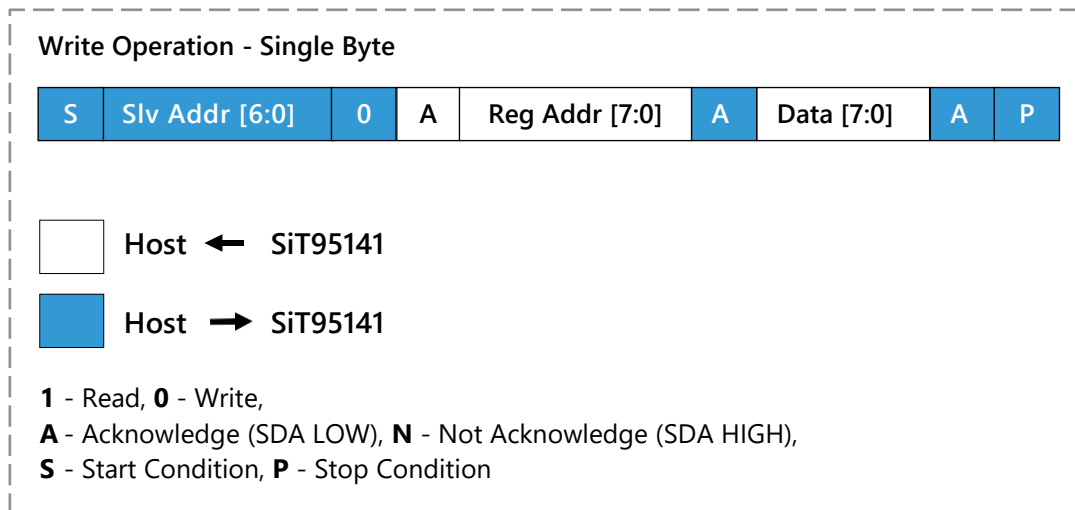 Write Operation - Single Byte
S Slv Addr [6:0] 0 A Reg Addr [7:0] A Data [7:0] A P
Host ← SiT95141
Host → SiT95141
1 - Read, 0 - Write,
A - Acknowledge (SDA LOW), N - Not Acknowledge (SDA HIGH),
S - Start Condition, P - Stop Condition